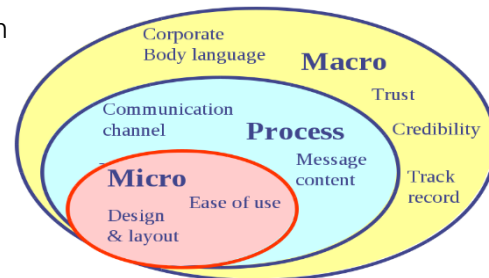 Corporate
Body language
Macro
Trust
Communication
channel
Process
Credibility
Message
content
Track
record
Micro
Ease of use
Design
& layout